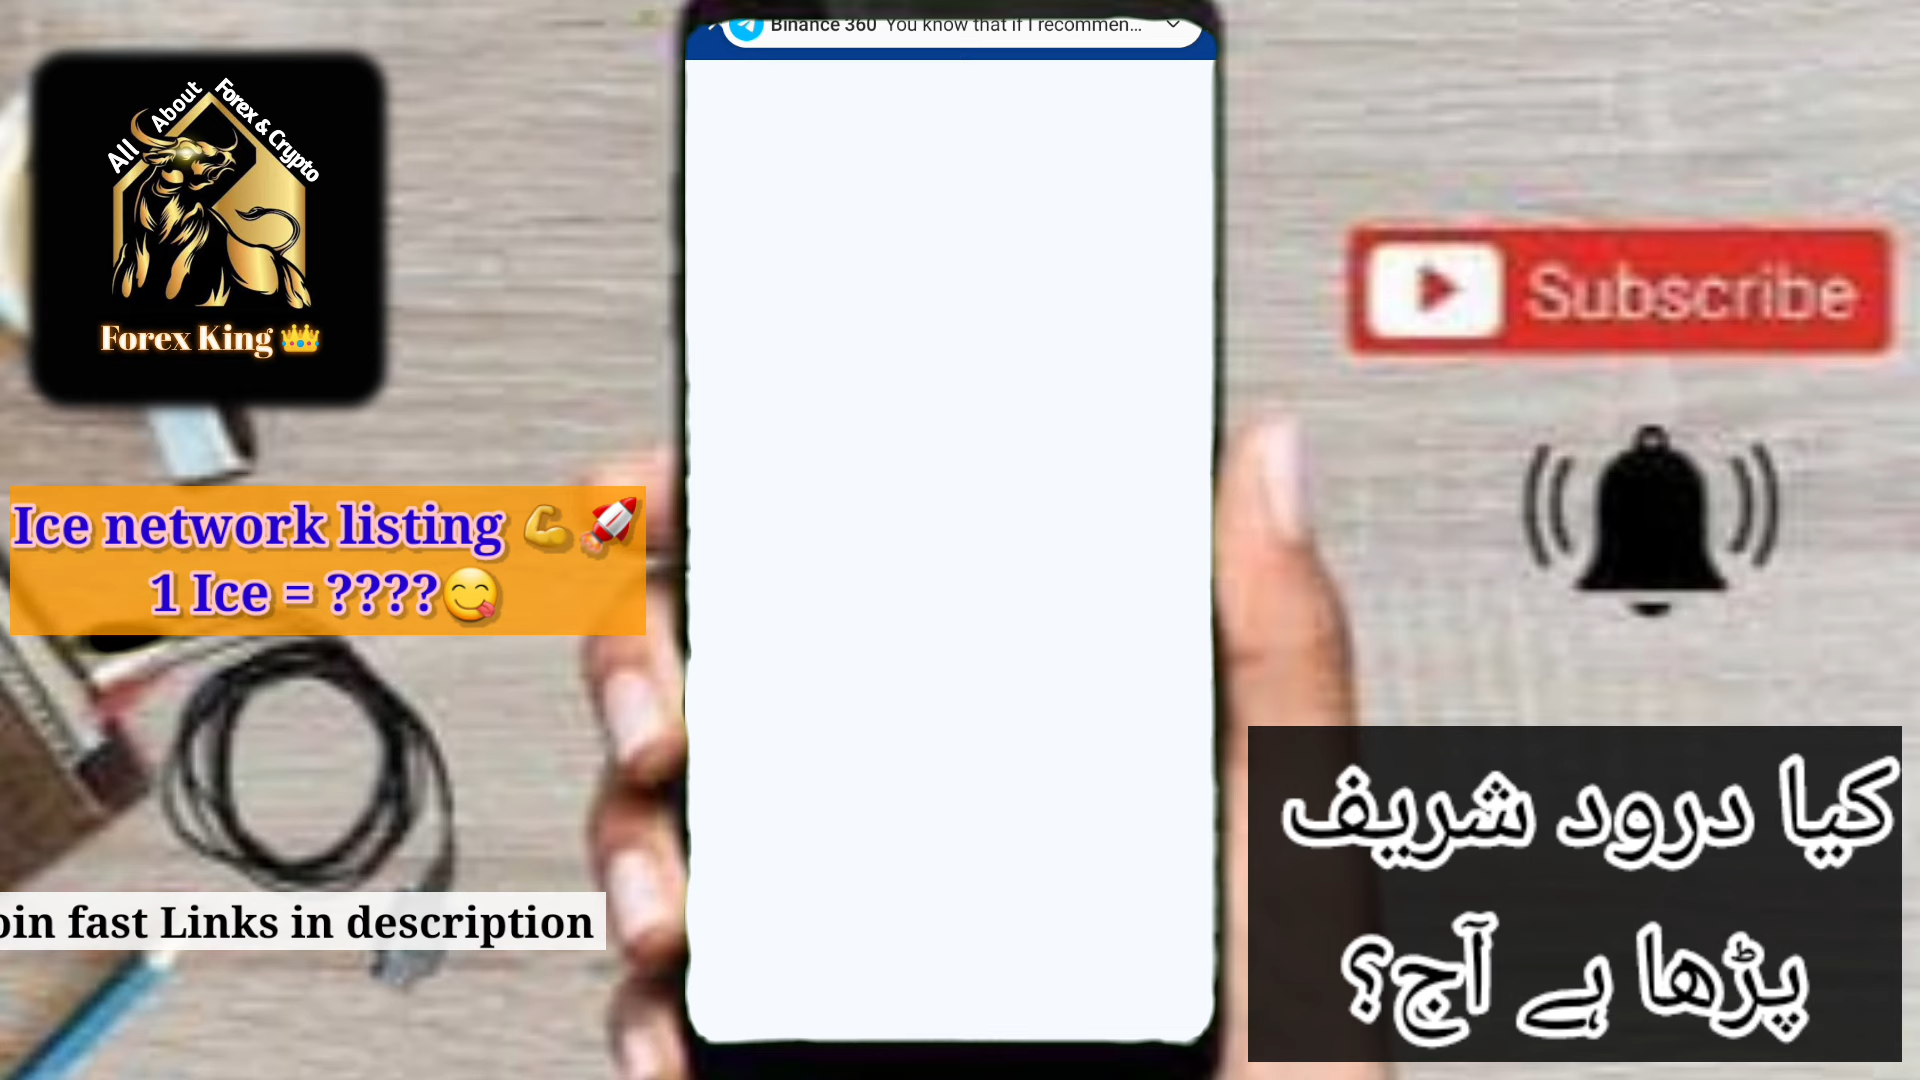 Binance 360 You know that if I recommen...
All About Forex & Crypto
Forex King 👑
Subscribe
Ice network listing 💪🚀
1 Ice = ????😋
کیا درود شریف
پڑھا ہے آج؟
oin fast Links in description